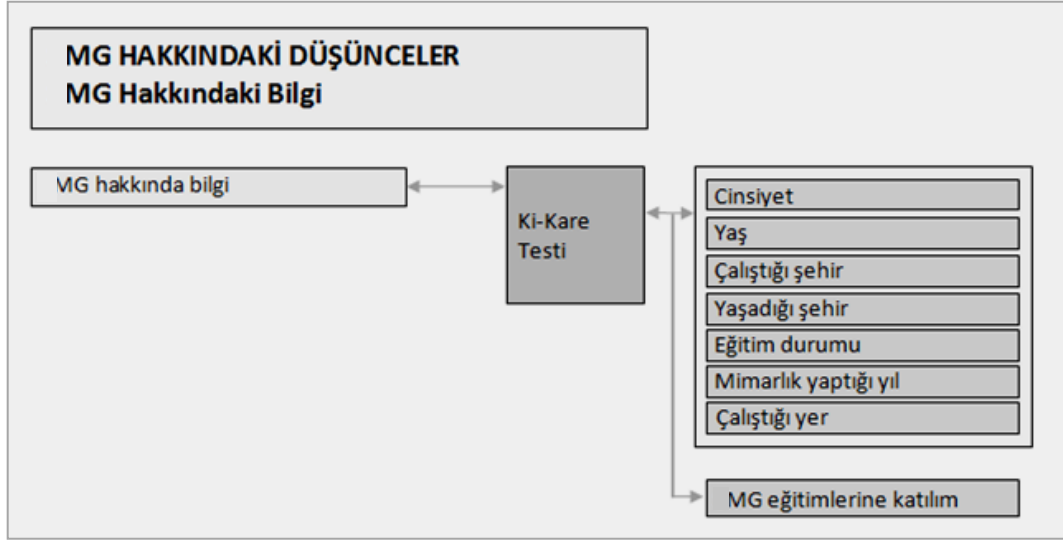 MG HAKKINDAKİ DÜŞÜNCELER
MG Hakkındaki Bilgi
MG hakkında bilgi
Ki-Kare
Testi
Cinsiyet
Yaş
Çalıştığı şehir
Yaşadığı şehir
Eğitim durumu
Mimarlık yaptığı yıl
Çalıştığı yer
MG eğitimlerine katılım